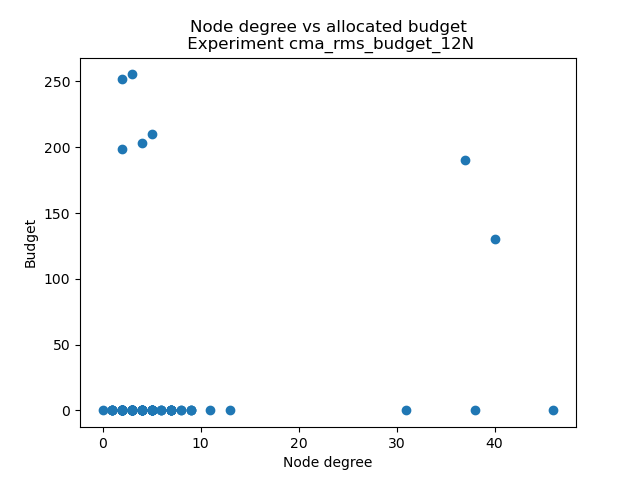 Node degree vs allocated budget
Experiment cma_rms_budget_12N
250
200
150
100
50
0
Budget
0 10 20 30 40
Node degree